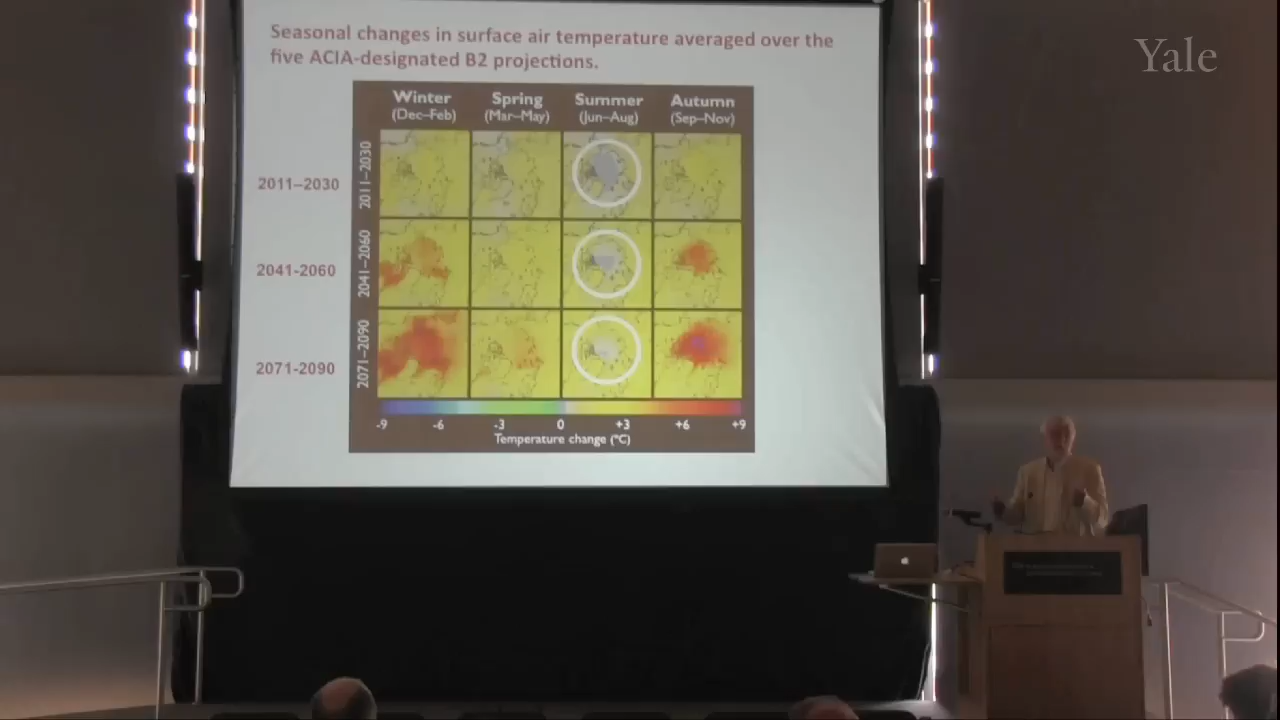 Seasonal changes in surface air temperature averaged over the
five ACIA-designated B2 projections.
Yale
Winter Spring Summer Autumn
(Dec–Feb) (Mar–May) (Jun–Aug) (Sep–Nov)
2011–2030 2011–2030
2041-2060 2041–2060
2071-2090 2071–2090
-9 -6 -3 0 +3 +6 +9
Temperature change (°C)